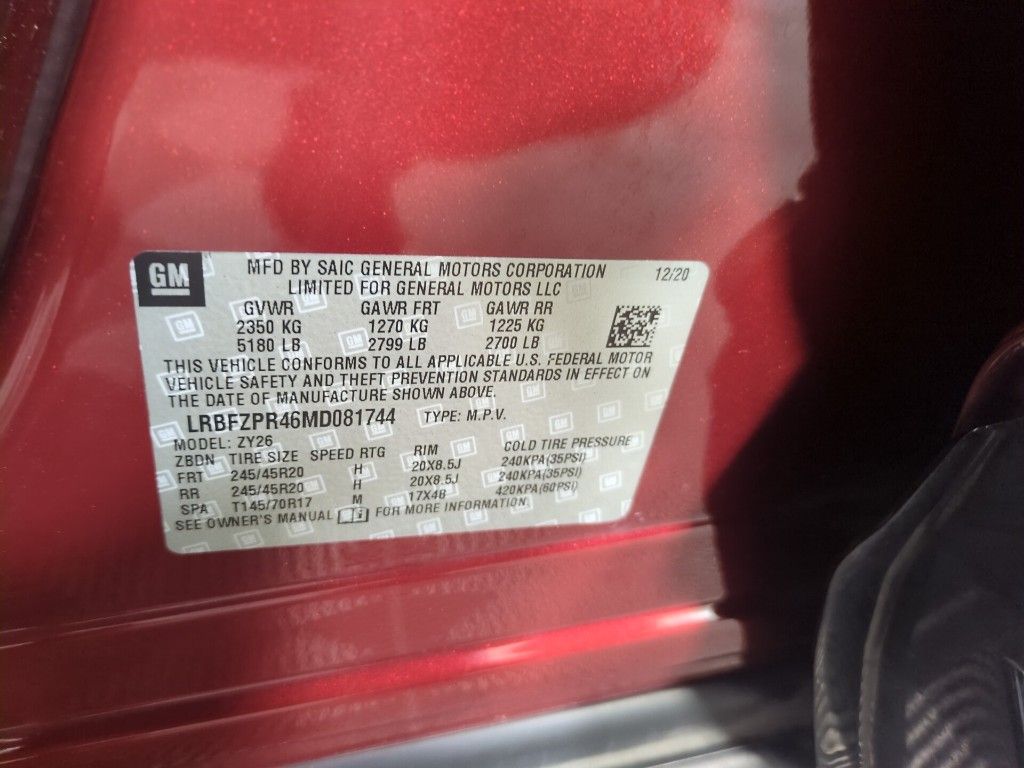 GM
MFD BY SAIC GENERAL MOTORS CORPORATION 12/20
LIMITED FOR GENERAL MOTORS LLC
GVWR GAWR FRT GAWR RR
2350 KG 1270 KG 1225 KG
5180 LB 2799 LB 2700 LB
THIS VEHICLE CONFORMS TO ALL APPLICABLE U.S. FEDERAL MOTOR
VEHICLE SAFETY AND THEFT PREVENTION STANDARDS IN EFFECT ON
THE DATE OF MANUFACTURE SHOWN ABOVE.
LRBFZPR46MD081744 TYPE: M.P.V.
MODEL: ZY26
ZBDN TIRE SIZE SPEED RTG RIM COLD TIRE PRESSURE
FRT 245/45R20 H 20X8.5J 240KPA(35PSI)
RR 245/45R20 H 20X8.5J 240KPA(35PSI)
SPA T145/70R17 M 17X4B 420KPA(60PSI)
SEE OWNER'S MANUAL FOR MORE INFORMATION